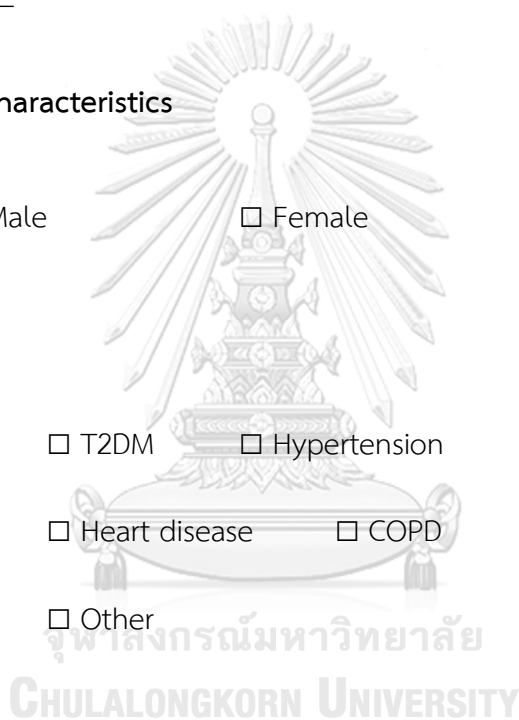 haracteristics
Male
☐ Female
☐ T2DM ☐ Hypertension
☐ Heart disease ☐ COPD
☐ Other
จุฬาลงกรณ์มหาวิทยาลัย
CHULALONGKORN UNIVERSITY